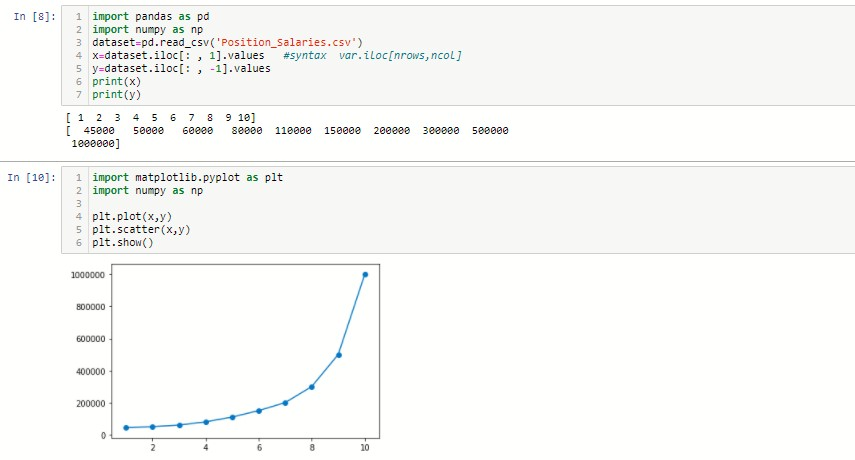 In [8]:
1 import pandas as pd
2 import numpy as np
3 dataset=pd.read_csv('Position_Salaries.csv')
4 x=dataset.iloc[: , 1].values   #syntax  var.iloc[nrows,ncol]
5 y=dataset.iloc[: , -1].values
6 print(x)
7 print(y)
[ 1  2  3  4  5  6  7  8  9 10]
[  45000   50000   60000   80000  110000  150000  200000  300000  500000
 1000000]
In [10]:
1 import matplotlib.pyplot as plt
2 import numpy as np
3
4 plt.plot(x,y)
5 plt.scatter(x,y)
6 plt.show()
1000000
800000
600000
400000
200000
0
2 4 6 8 10